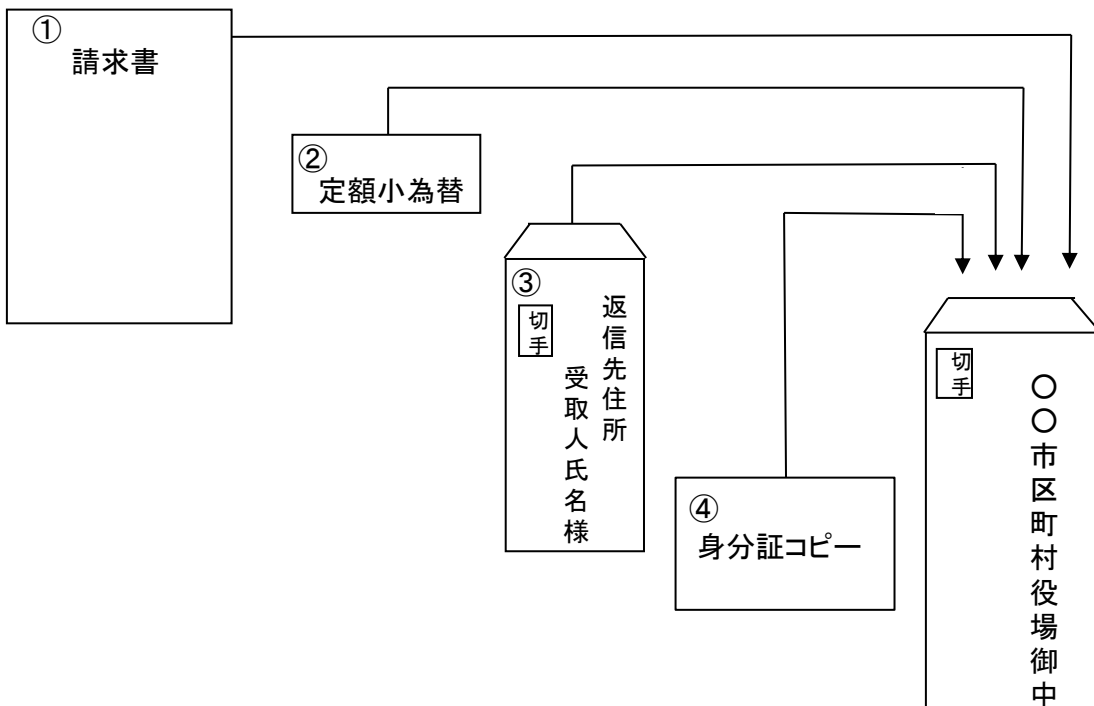 ①
請求書
②
定額小為替
③
切手
返信先住所
受取人氏名様
④
身分証コピー
切手
〇〇市区町村役場御中